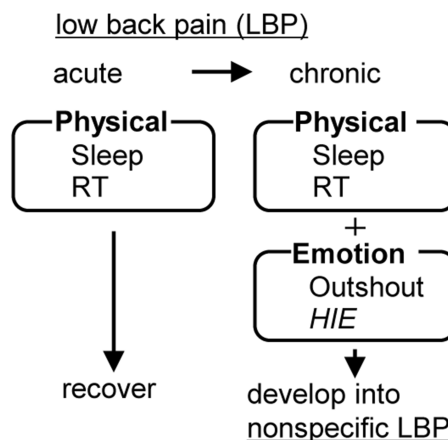 low back pain (LBP)
acute → chronic
Physical
Sleep
RT
recover
Physical
Sleep
RT
+
Emotion
Outshout
HIE
develop into
nonspecific LBP